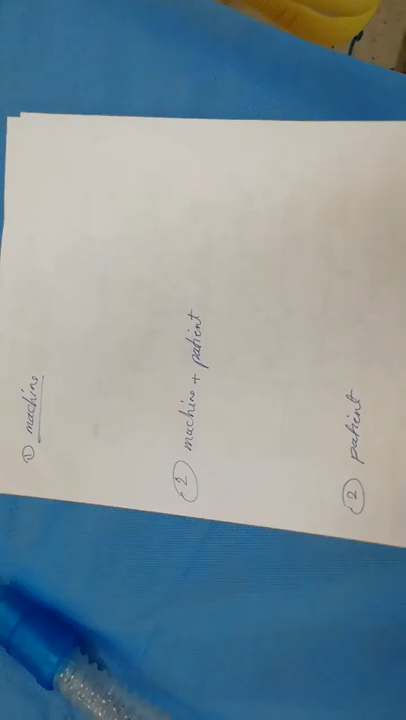 ① machine
② machine + patient
② patient